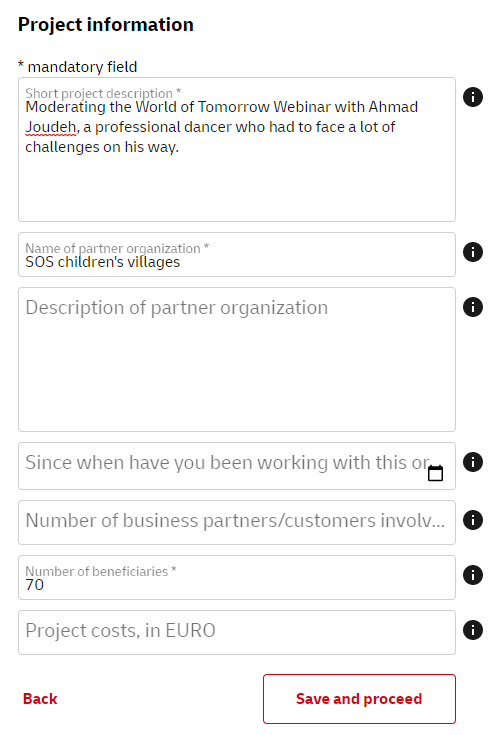 Project information
* mandatory field
Short project description *
Moderating the World of Tomorrow Webinar with Ahmad
Joudeh, a professional dancer who had to face a lot of
challenges on his way.
Name of partner organization *
SOS children's villages
Description of partner organization
Since when have you been working with this or...
Number of business partners/customers involv...
Number of beneficiaries *
70
Project costs, in EURO
Back
Save and proceed